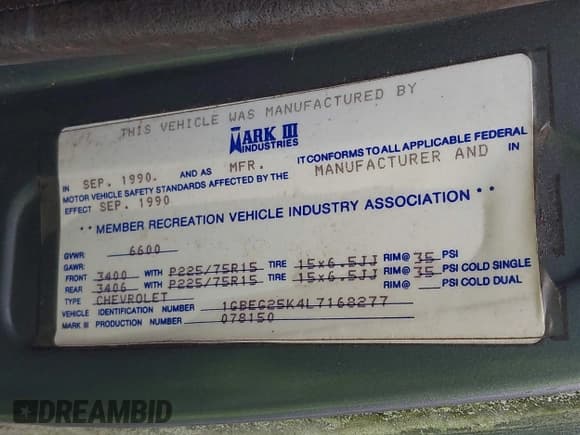 THIS VEHICLE WAS MANUFACTURED BY
MARK III
INDUSTRIES
IN SEP. 1990. AND AS MFR. IT CONFORMS TO ALL APPLICABLE FEDERAL
MOTOR VEHICLE SAFETY STANDARDS AFFECTED BY THE MANUFACTURER AND IN
EFFECT SEP. 1990
** MEMBER RECREATION VEHICLE INDUSTRY ASSOCIATION **
GVWR: 6600
GAWR:
FRONT 3400 WITH P225/75R15 TIRE 15x6.5JJ RIM@ 35 PSI
REAR 3406 WITH P225/75R15 TIRE 15x6.5JJ RIM@ 35 PSI COLD SINGLE
TYPE CHEVROLET RIM@ PSI COLD DUAL
VEHICLE IDENTIFICATION NUMBER 1GBEG25K4L7168277
MARK III PRODUCTION NUMBER 078150
DREAMBID